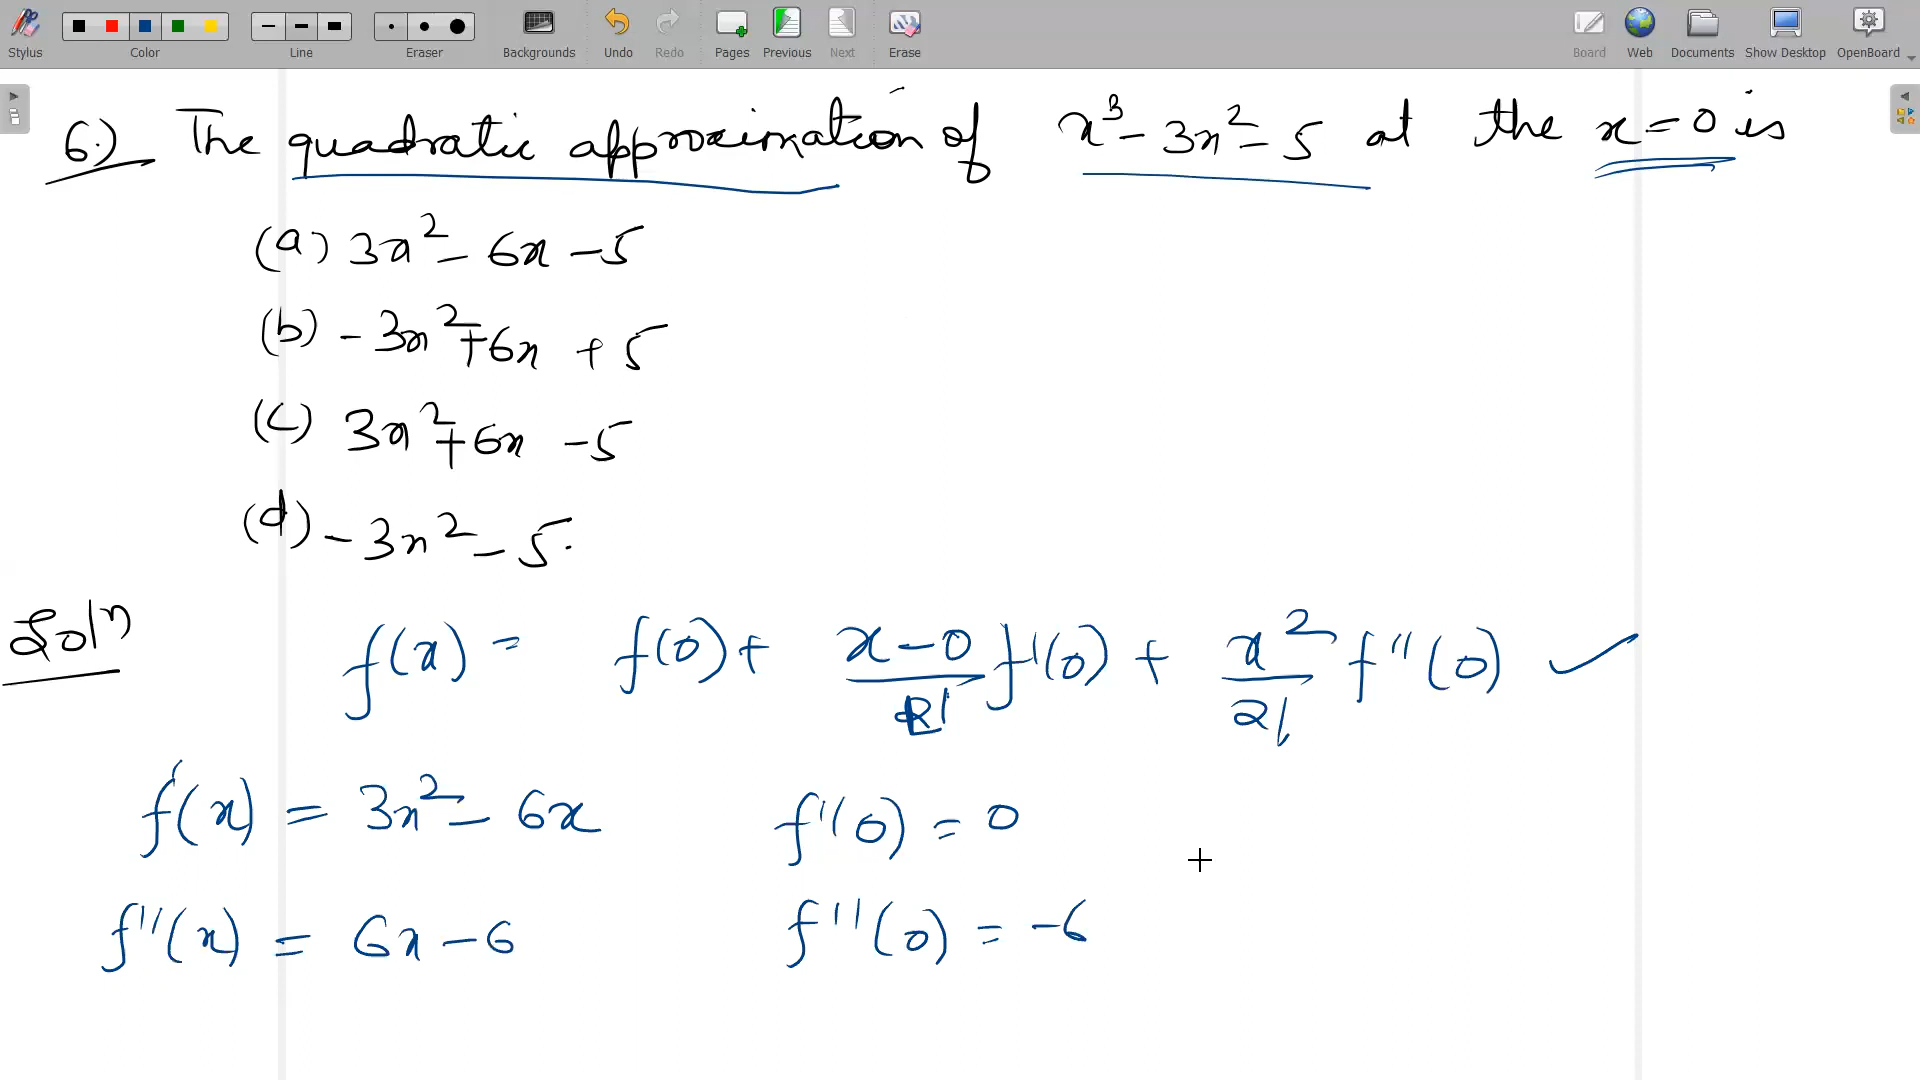 Stylus Color Line Eraser Backgrounds Undo Redo Pages Previous Next Erase Board Web Documents Show Desktop OpenBoard
6.) The quadratic approximation of x³ - 3x² - 5 at the x = 0 is
(a) 3x² - 6x - 5
(b) - 3x² + 6x + 5
(c) 3x² + 6x - 5
(d) - 3x² - 5.
Solⁿ
f(x) = f(0) + (x-0)/1! f'(0) + x²/2! f''(0) ✓
f'(x) = 3x² - 6x f'(0) = 0
f''(x) = 6x - 6 f''(0) = -6